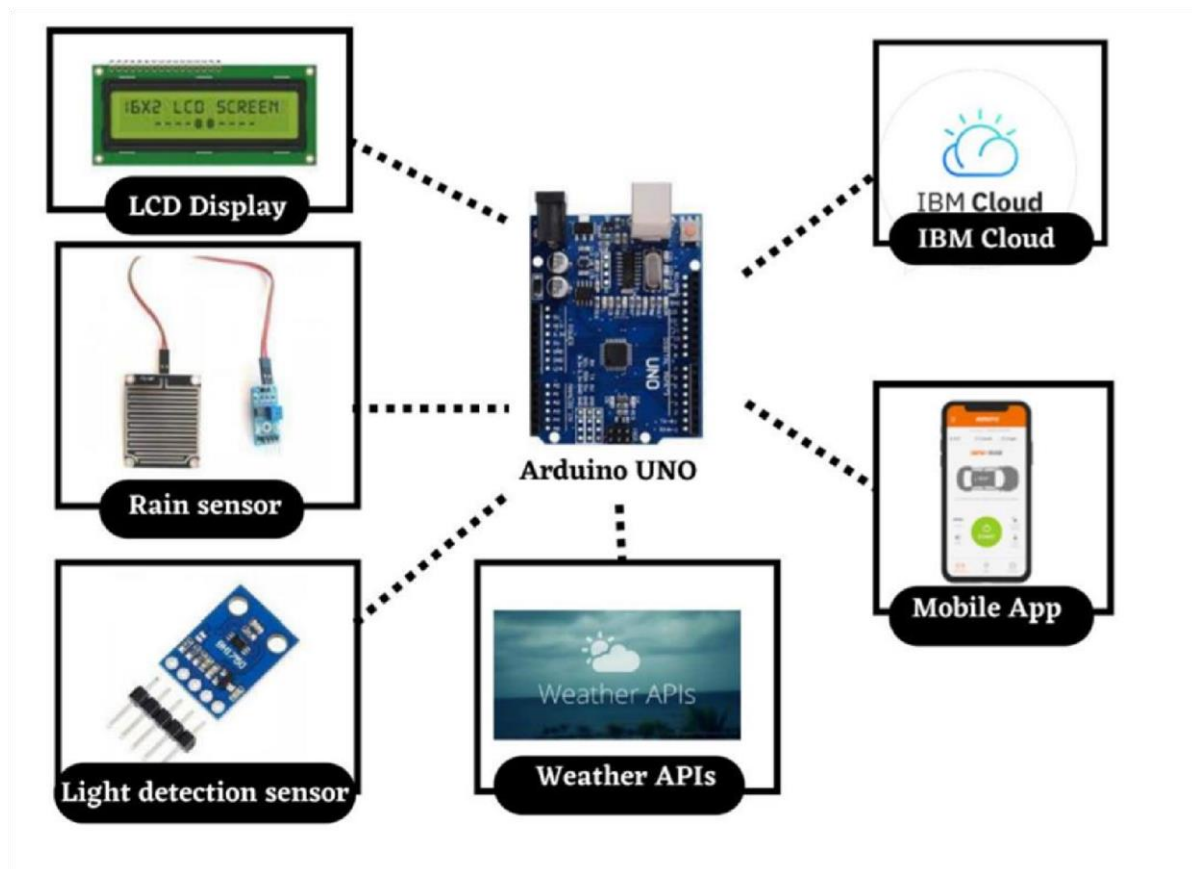 16X2 LCD SCREEN
LCD Display
IBM Cloud
IBM Cloud
UNO
Arduino UNO
Rain sensor
Mobile App
Weather APIs
Weather APIs
Light detection sensor